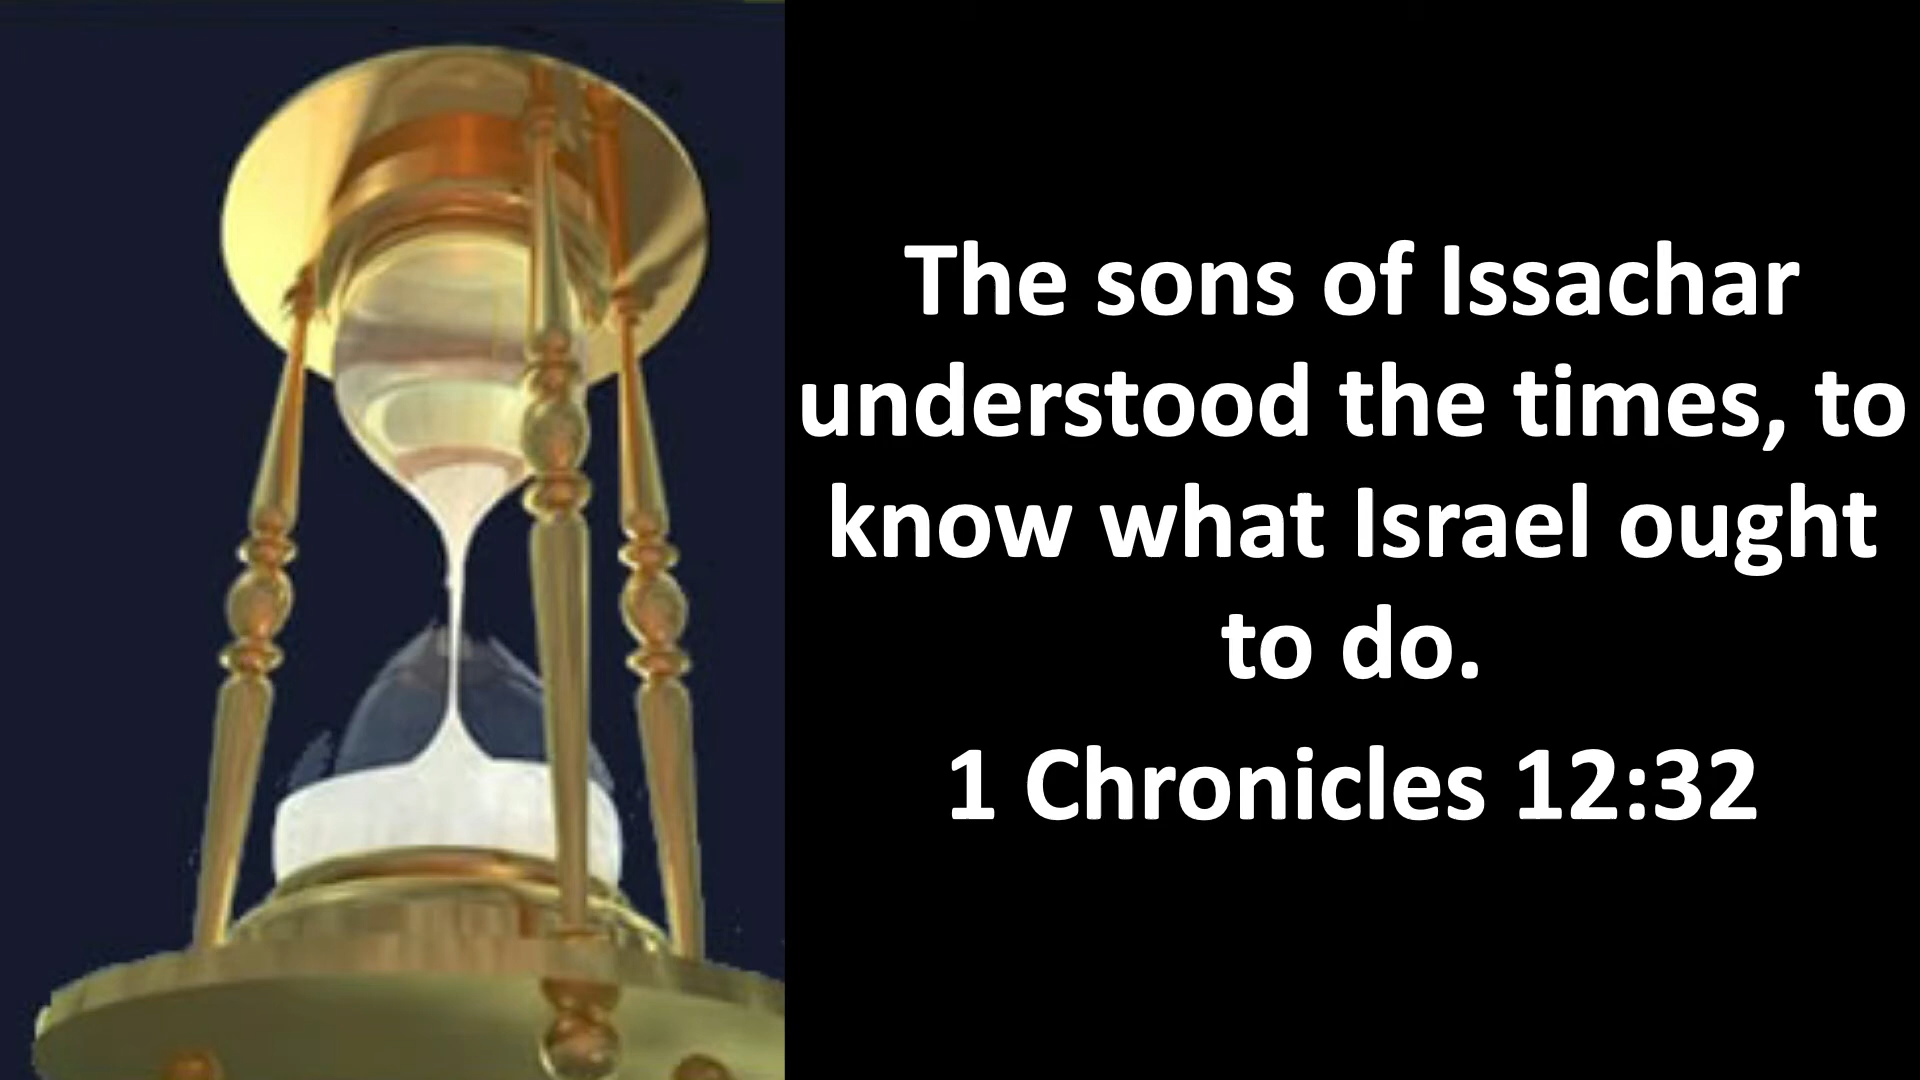 The sons of Issachar
understood the times, to
know what Israel ought
to do.
1 Chronicles 12:32